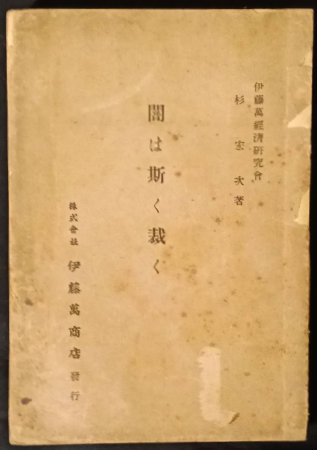 伊藤萬經濟研究會
杉宏次著
闇は斯く裁く
株式會社 伊藤萬商店 發行